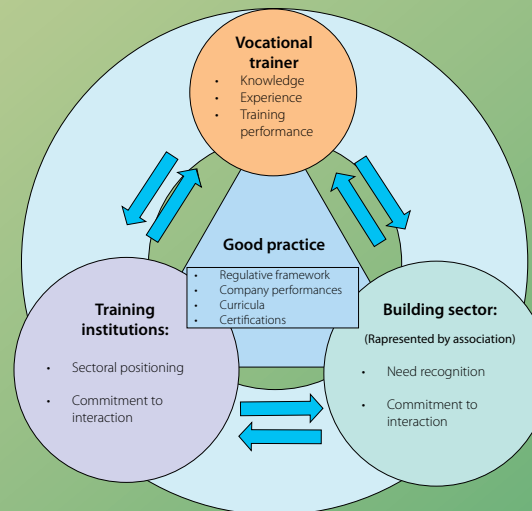 Vocational
trainer
• Knowledge
• Experience
• Training
performance
Good practice
• Regulative framework
• Company performances
• Curricula
• Certifications
Training
institutions:
• Sectoral positioning
• Commitment to
interaction
Building sector:
(Rapresented by association)
• Need recognition
• Commitment to
interaction